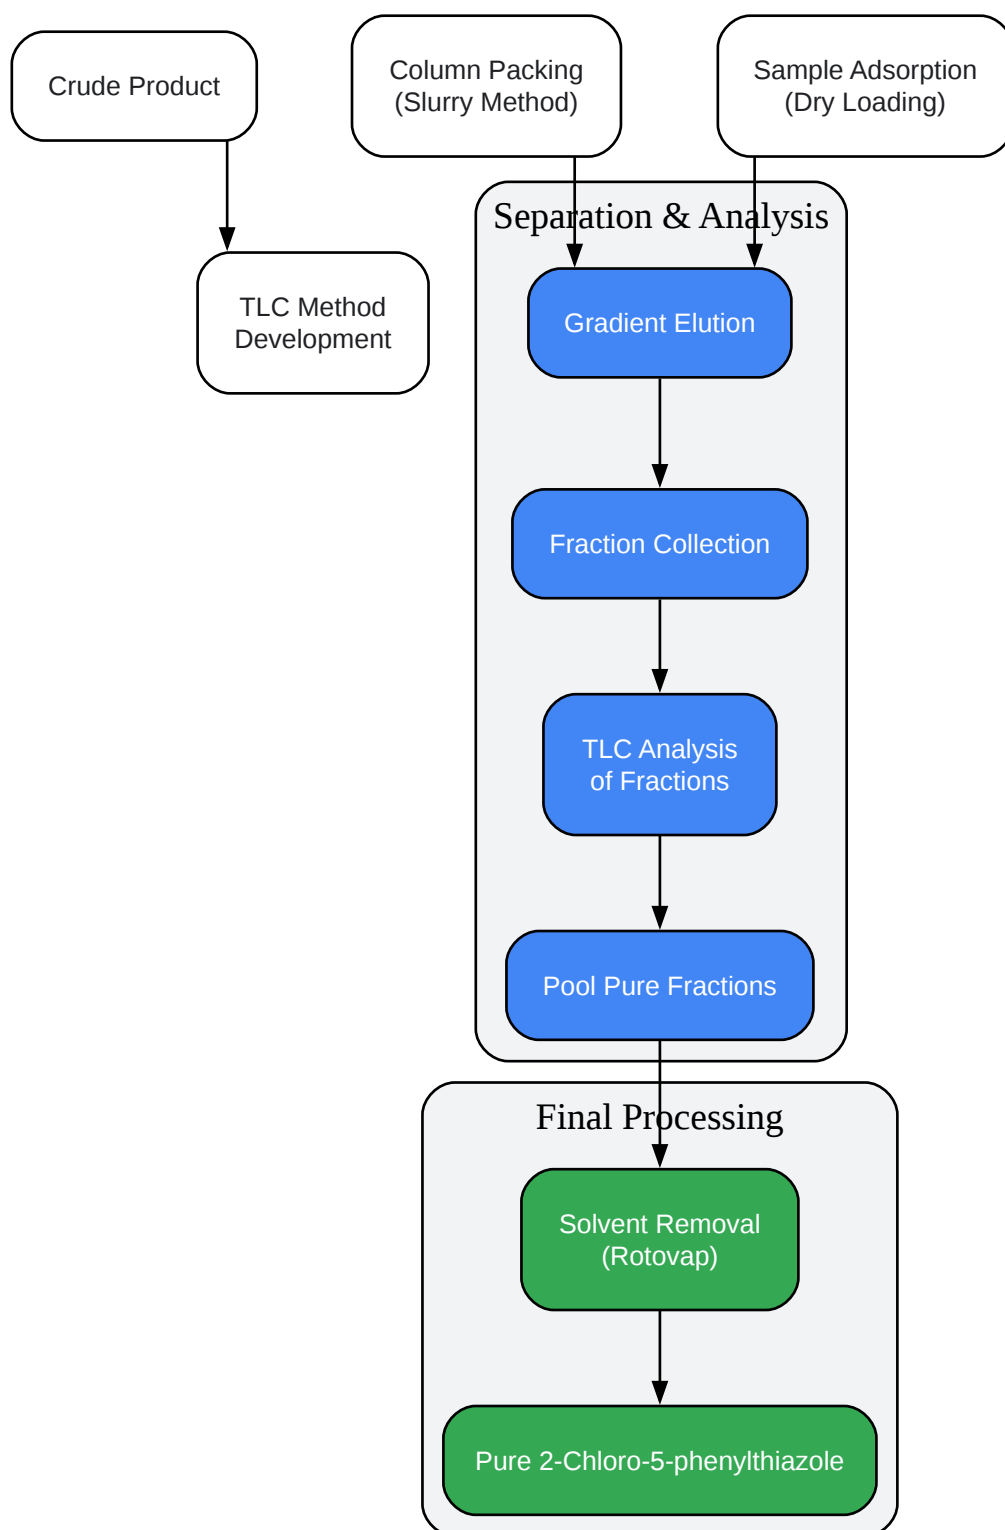 Crude Product
Column Packing
(Slurry Method)
Sample Adsorption
(Dry Loading)
Separation & Analysis
TLC Method
Development
Gradient Elution
Fraction Collection
TLC Analysis
of Fractions
Pool Pure Fractions
Final Processing
Solvent Removal
(Rotovap)
Pure 2-Chloro-5-phenylthiazole